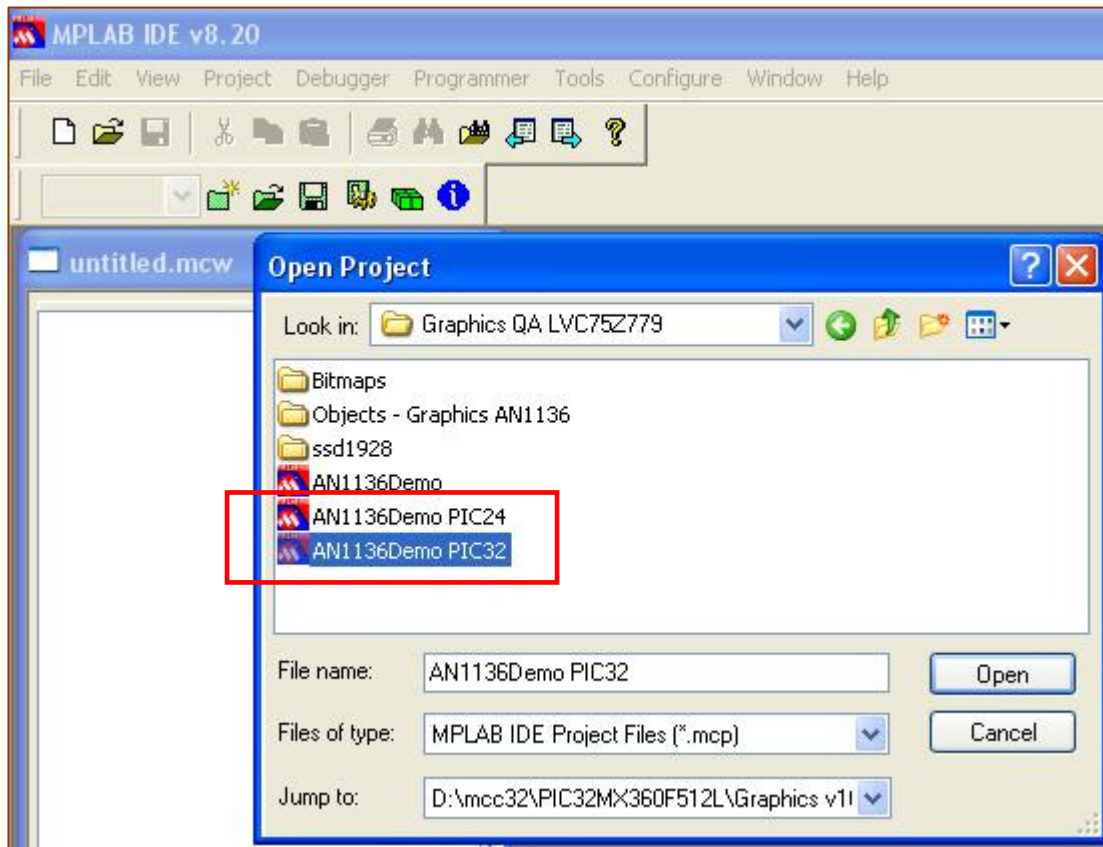 MPLAB IDE v8.20
File Edit View Project Debugger Programmer Tools Configure Window Help
untitled.mcw
Open Project
Look in: Graphics QA LVC75Z779
Bitmaps
Objects - Graphics AN1136
ssd1928
AN1136Demo
AN1136Demo PIC24
AN1136Demo PIC32
File name: AN1136Demo PIC32
Open
Files of type: MPLAB IDE Project Files (*.mcp)
Cancel
Jump to: D:\mcc32\PIC32MX360F512L\Graphics